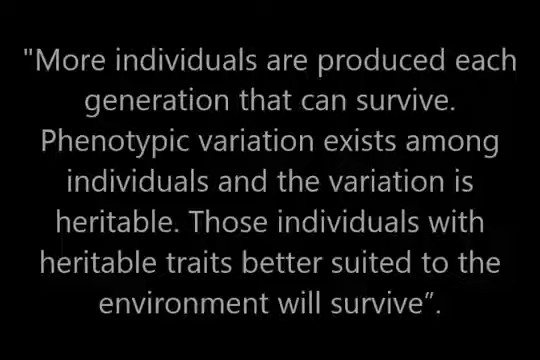 "More individuals are produced each
generation that can survive.
Phenotypic variation exists among
individuals and the variation is
heritable. Those individuals with
heritable traits better suited to the
environment will survive”.